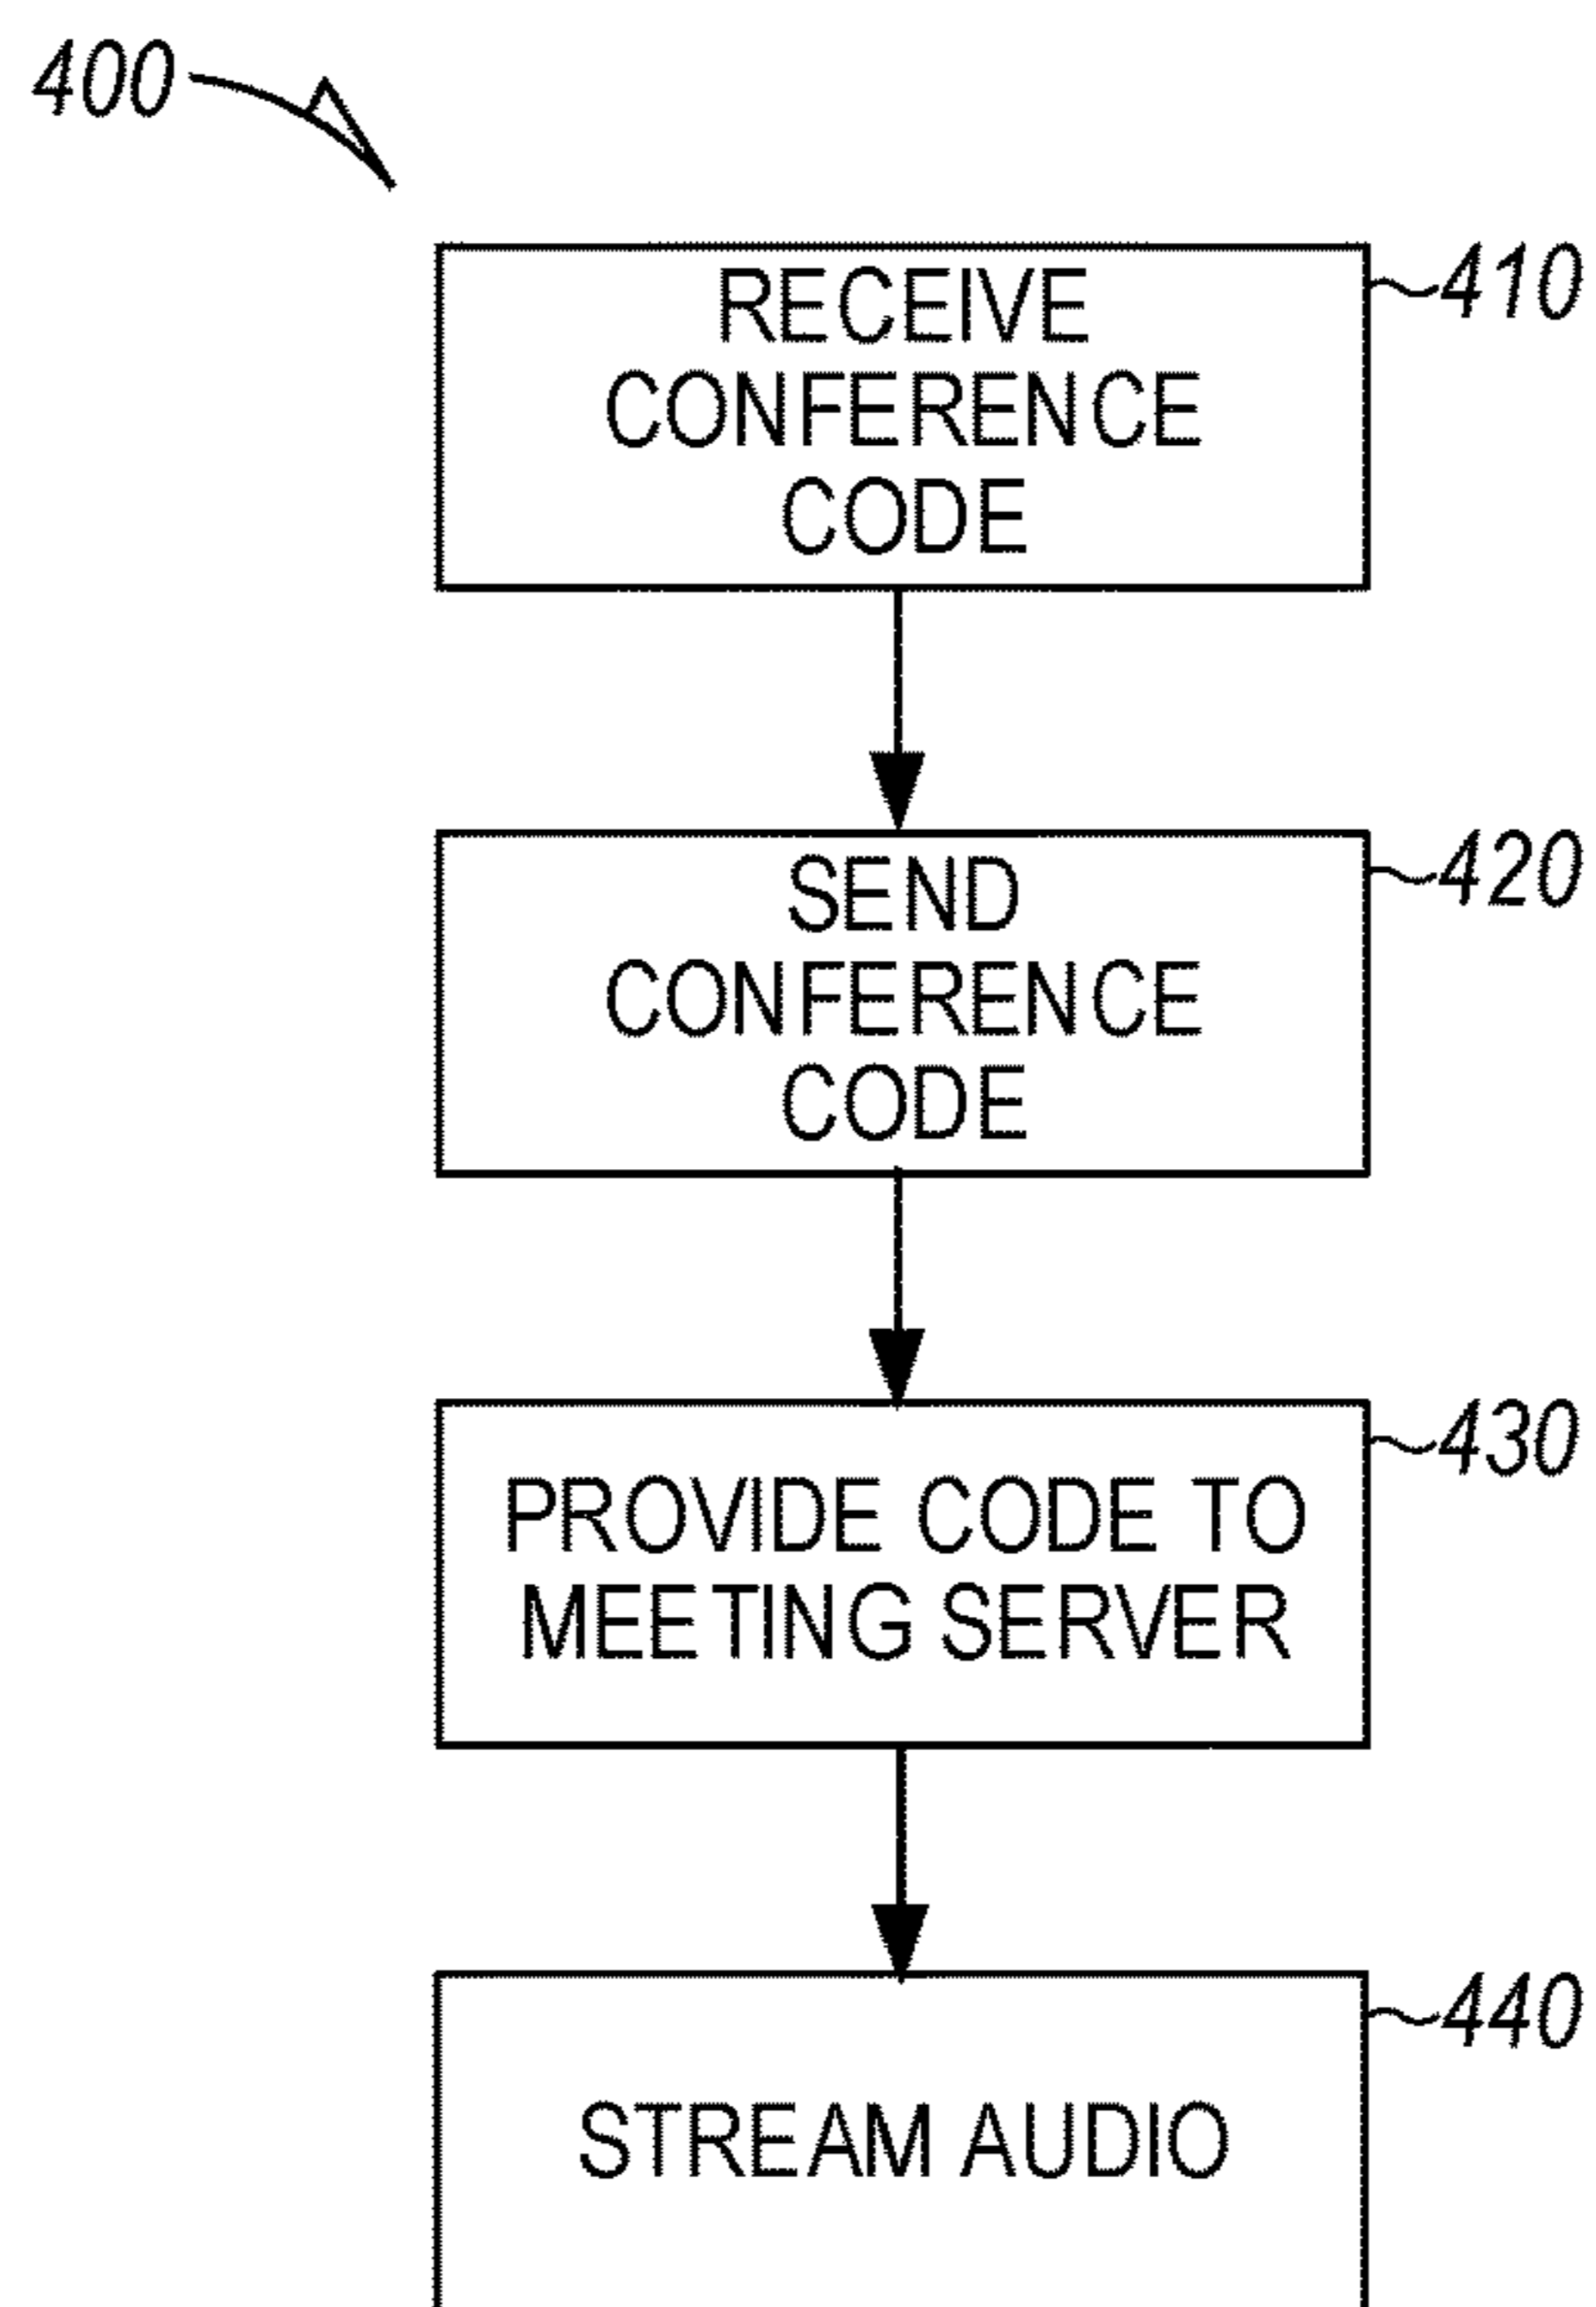 400
RECEIVE
410
CONFERENCE
CODE
SEND
420
CONFERENCE
CODE
430
PROVIDE CODE TO
MEETING SERVER
440
STREAM AUDIO